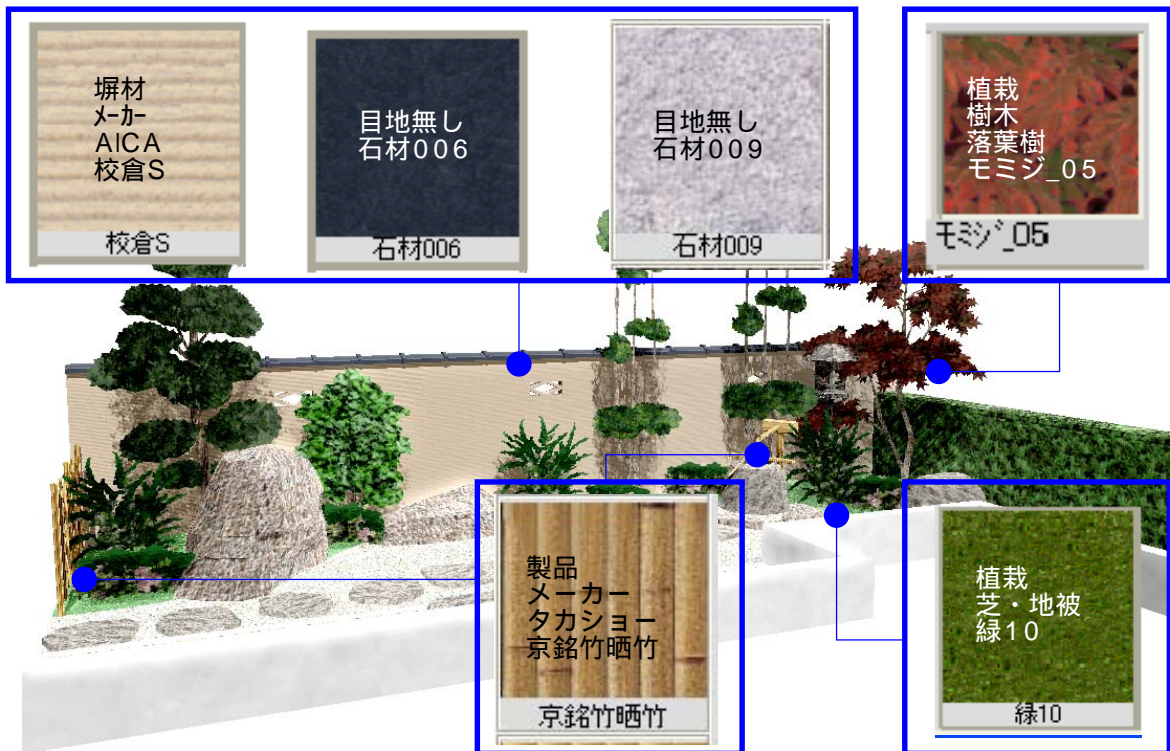 塀材
ﾒｰｶｰ
AICA
校倉S
校倉S
目地無し
石材006
石材006
目地無し
石材009
石材009
植栽
樹木
落葉樹
モミジ_05
ﾓﾐｼﾞ_05
製品
メーカー
タカショー
京銘竹晒竹
京銘竹晒竹
植栽
芝・地被
緑10
緑10